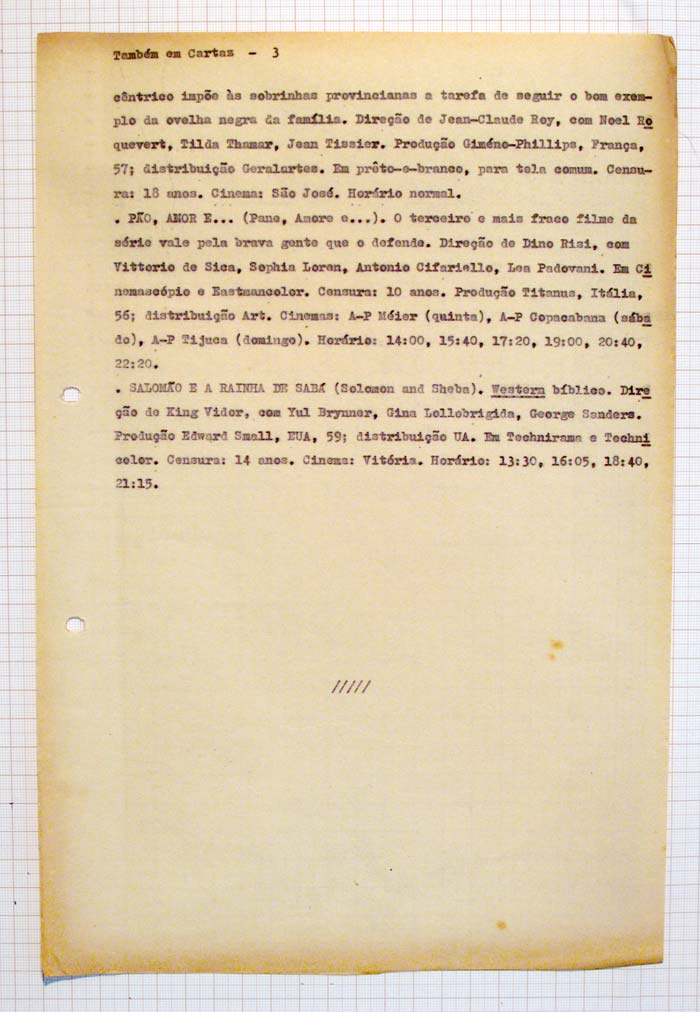 Também em Cartaz - 3
cêntrico impõe às sobrinhas provincianas a tarefa de seguir o bom exem-
plo da ovelha negra da família. Direção de Jean-Claude Roy, com Noel Ro
quevert, Tilda Thamar, Jean Tissier. Produção Giméno-Phillips, França,
57; distribuição Geralartes. Em prêto-e-branco, para tela comum. Censu-
ra: 18 anos. Cinema: São José. Horário normal.
. PÃO, AMOR E... (Pane, Amore e...). O terceiro e mais fraco filme da
série vale pela brava gente que o defende. Direção de Dino Risi, com
Vittorio de Sica, Sophia Loren, Antonio Cifariello, Lea Padovani. Em Ci
nemascópio e Eastmancolor. Censura: 10 anos. Produção Titanus, Itália,
56; distribuição Art. Cinemas: A-P Méier (quinta), A-P Copacabana (sába
do), A-P Tijuca (domingo). Horário: 14:00, 15:40, 17:20, 19:00, 20:40,
22:20.
. SALOMÃO E A RAINHA DE SABÁ (Solomon and Sheba). Western bíblico. Dire
ção de King Vidor, com Yul Brynner, Gina Lollobrigida, George Sanders.
Produção Edward Small, EUA, 59; distribuição UA. Em Technirama e Techni
color. Censura: 14 anos. Cinema: Vitória. Horário: 13:30, 16:05, 18:40,
21:15.
/////